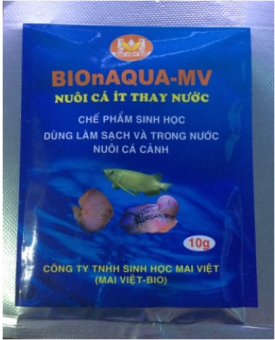 BIOnAQUA-MV
NUÔI CÁ ÍT THAY NƯỚC
CHẾ PHẨM SINH HỌC
DÙNG LÀM SẠCH VÀ TRONG NƯỚC
NUÔI CÁ CẢNH
10g
CÔNG TY TNHH SINH HỌC MAI VIỆT
(MAI VIỆT-BIO)